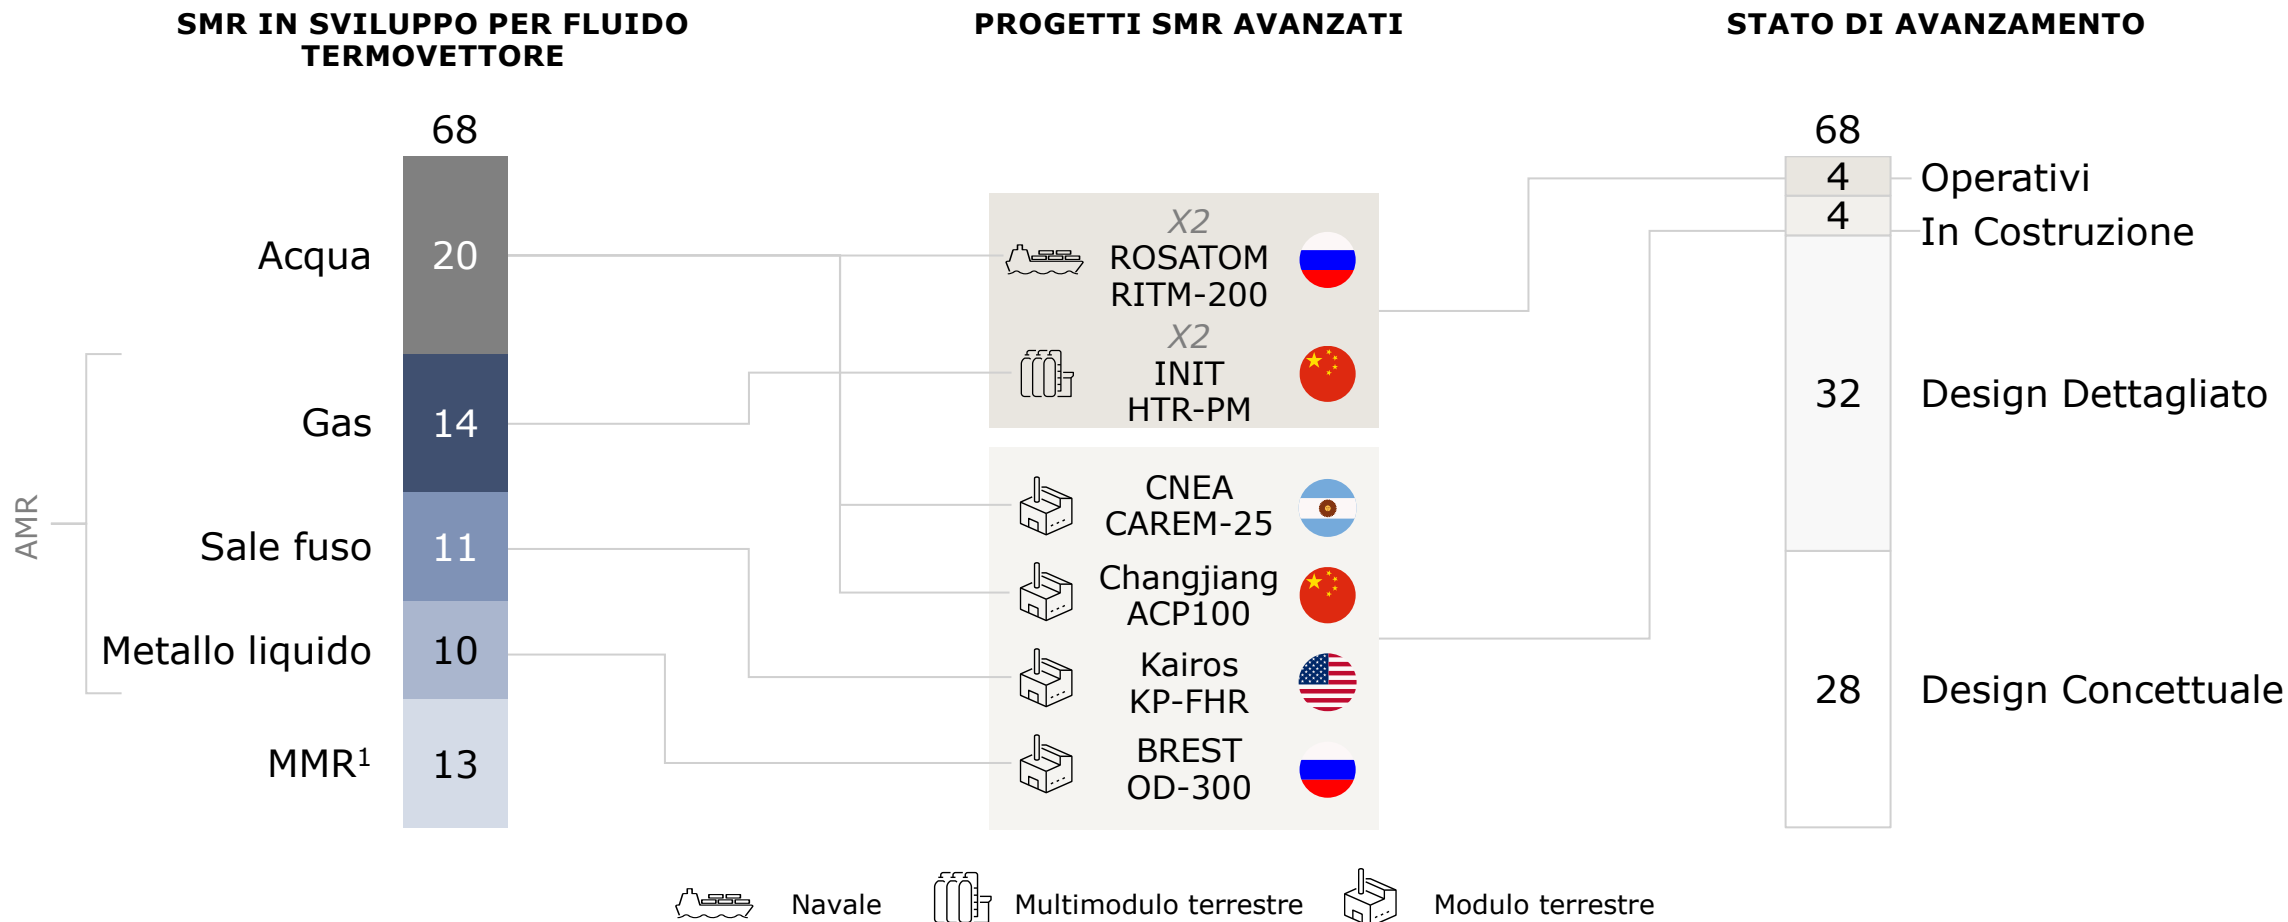 SMR IN SVILUPPO PER FLUIDO
TERMOVETTORE
68
Acqua
20
Gas
14
Sale fuso
11
Metallo liquido
10
MMR¹
13
AMR
PROGETTI SMR AVANZATI
X2
ROSATOM
RITM-200
X2
INIT
HTR-PM
CNEA
CAREM-25
Changjiang
ACP100
Kairos
KP-FHR
BREST
OD-300
STATO DI AVANZAMENTO
68
4
Operativi
4
In Costruzione
32
Design Dettagliato
28
Design Concettuale
Navale
Multimodulo terrestre
Modulo terrestre